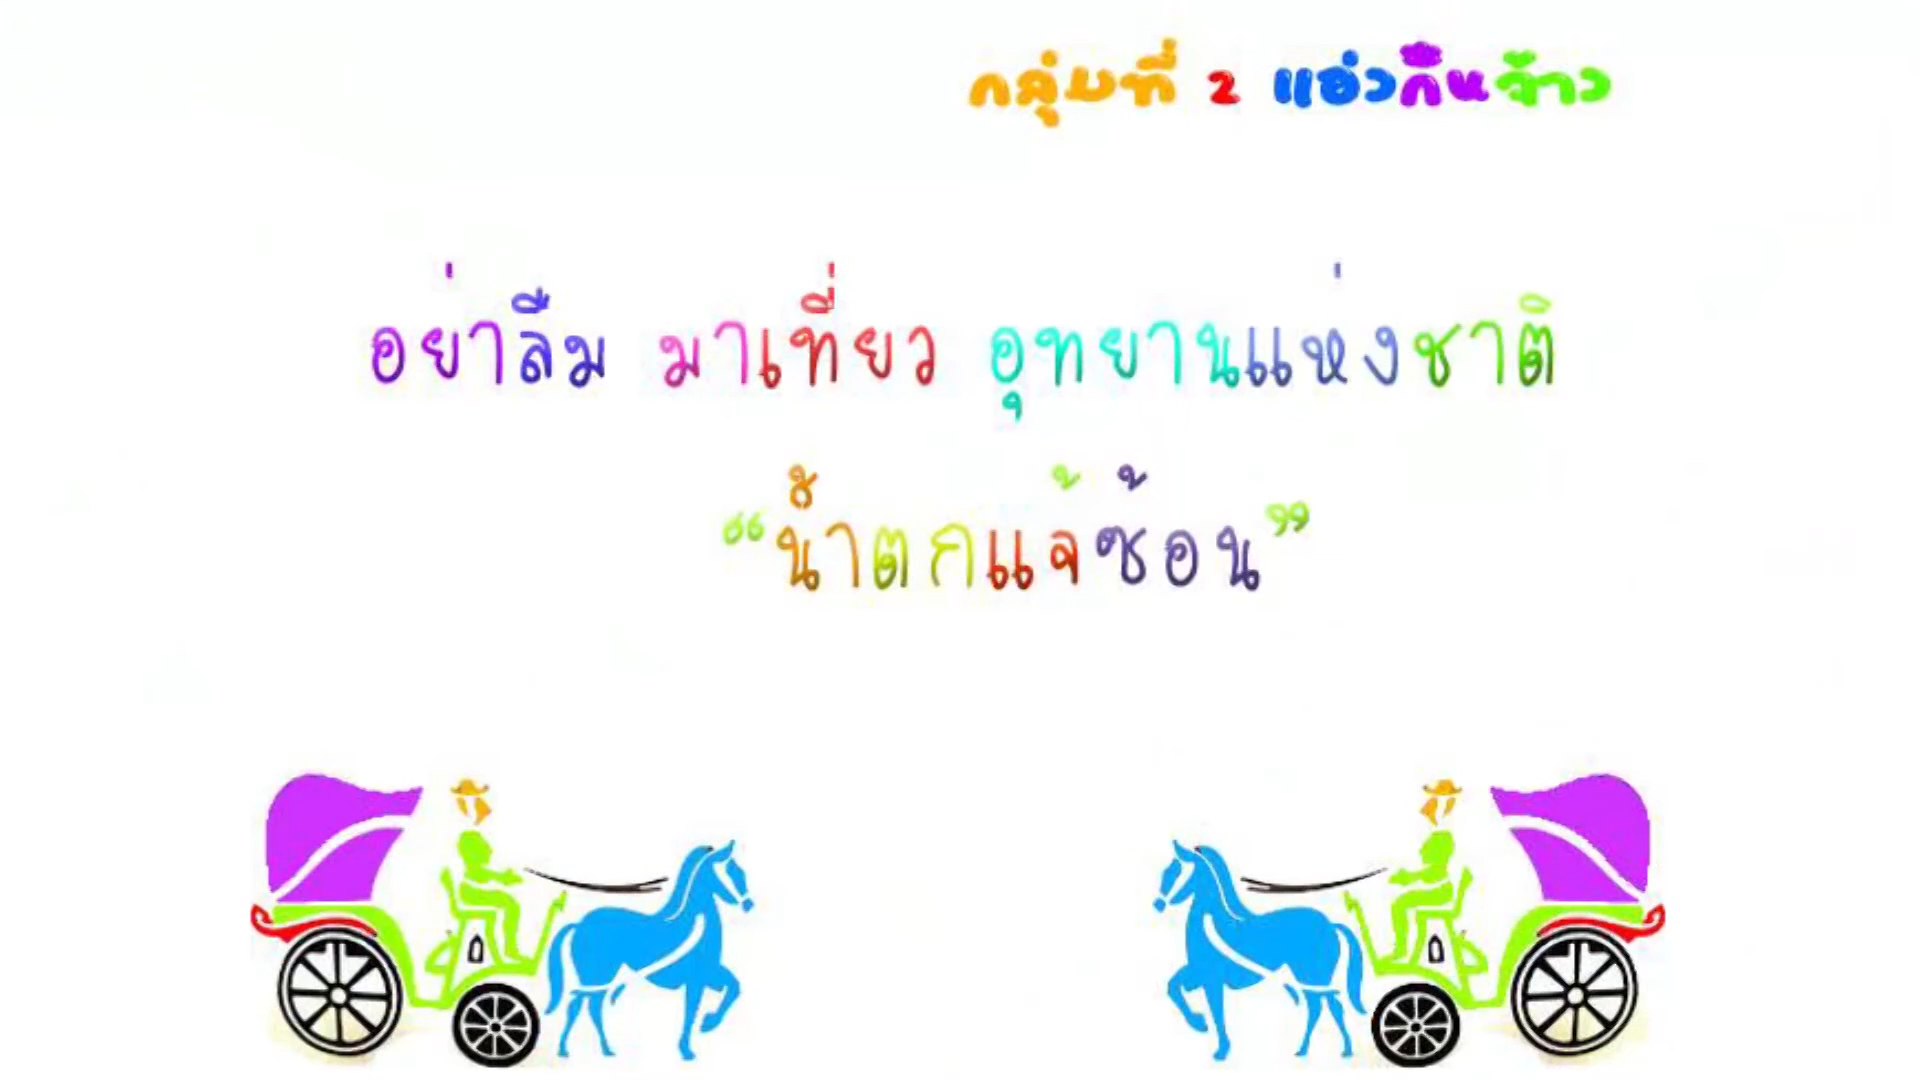 กลุ่มที่ 2 แอ่วกิ๋นจ๊าว
อย่าลืม มาเที่ยว อุทยานแห่งชาติ
“น้ำตกแจ้ซ้อน”